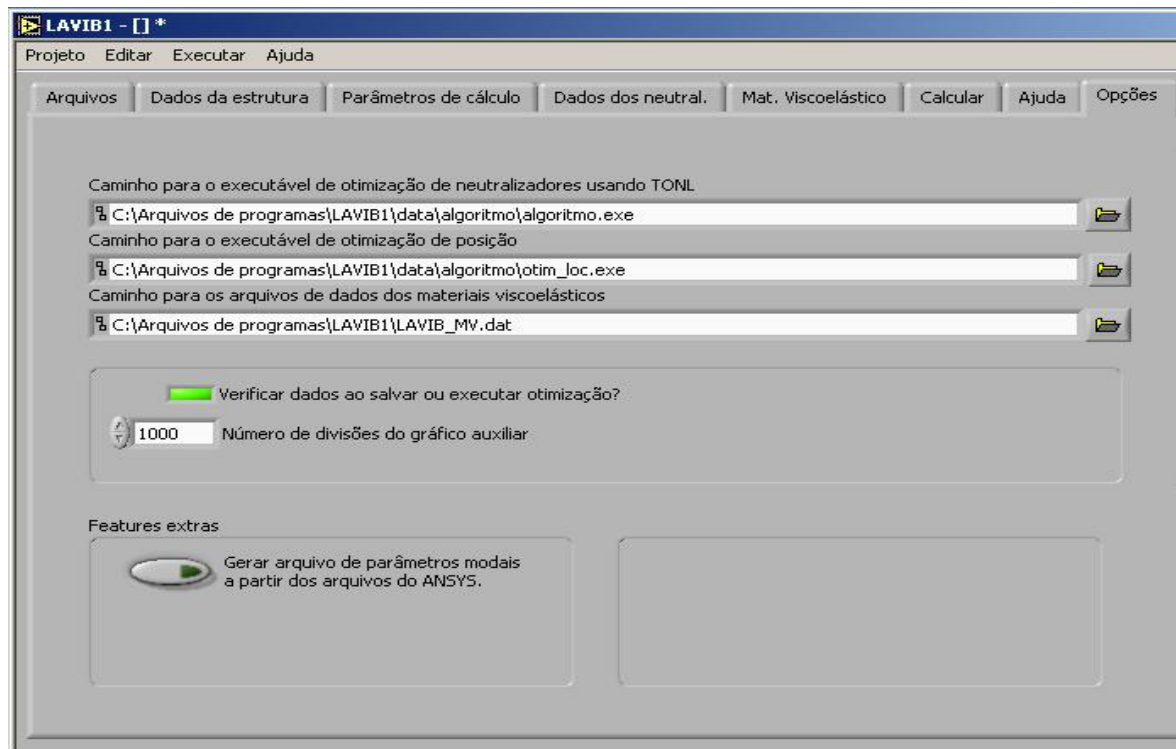 LAVIB1 - [] *
Projeto Editar Executar Ajuda
Arquivos Dados da estrutura Parâmetros de cálculo Dados dos neutral. Mat. Viscoelástico Calcular Ajuda Opções
Caminho para o executável de otimização de neutralizadores usando TONL
C:\Arquivos de programas\LAVIB1\data\algoritmo\algoritmo.exe
Caminho para o executável de otimização de posição
C:\Arquivos de programas\LAVIB1\data\algoritmo\otim_loc.exe
Caminho para os arquivos de dados dos materiais viscoelásticos
C:\Arquivos de programas\LAVIB1\LAVIB_MV.dat
Verificar dados ao salvar ou executar otimização?
1000 Número de divisões do gráfico auxiliar
Features extras
Gerar arquivo de parâmetros modais
a partir dos arquivos do ANSYS.